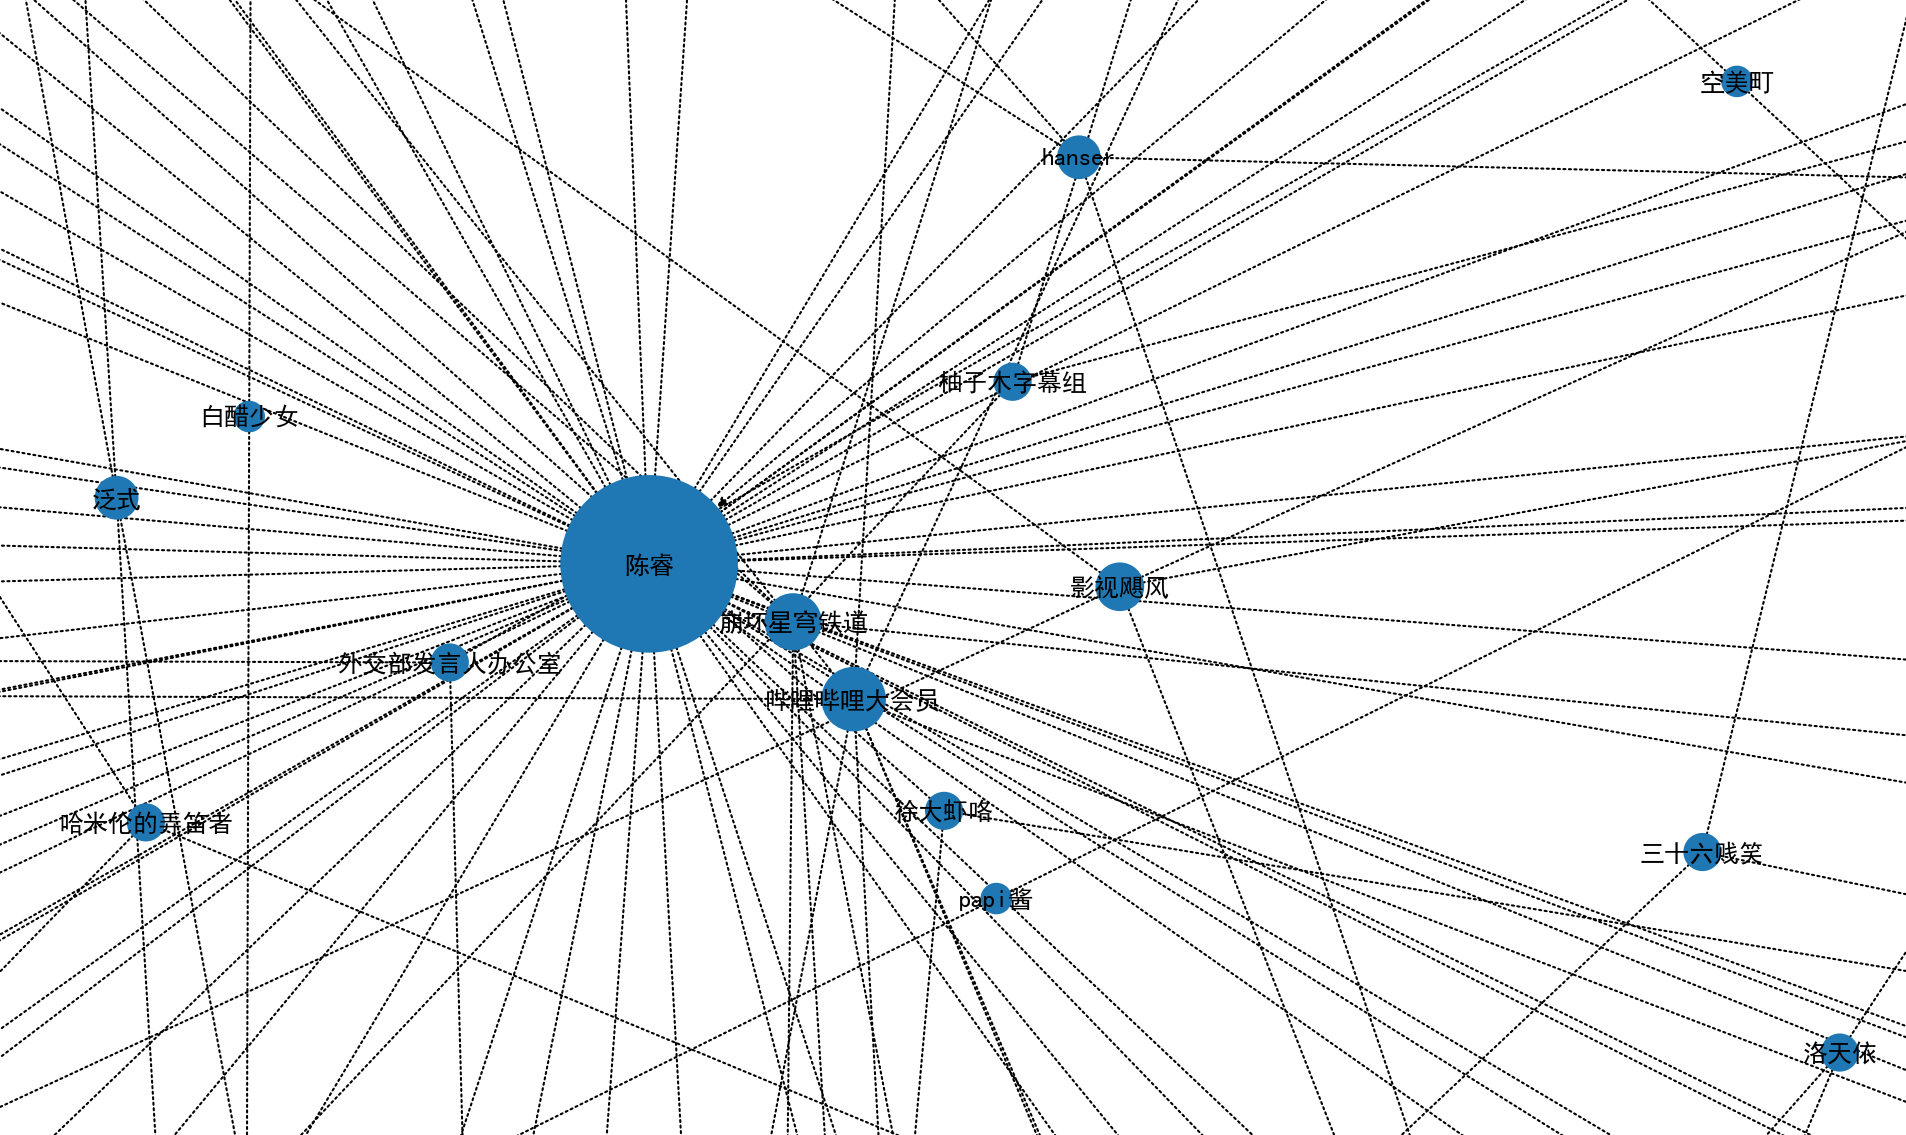 空美町
hanser
柚子木字幕组
白醋少女
泛式
陈睿
影视飓风
崩坏星穹铁道
外交部发言人办公室
哔哩哔哩大会员
徐大虾咯
哈米伦的弄笛者
三十六贱笑
papi酱
洛天依